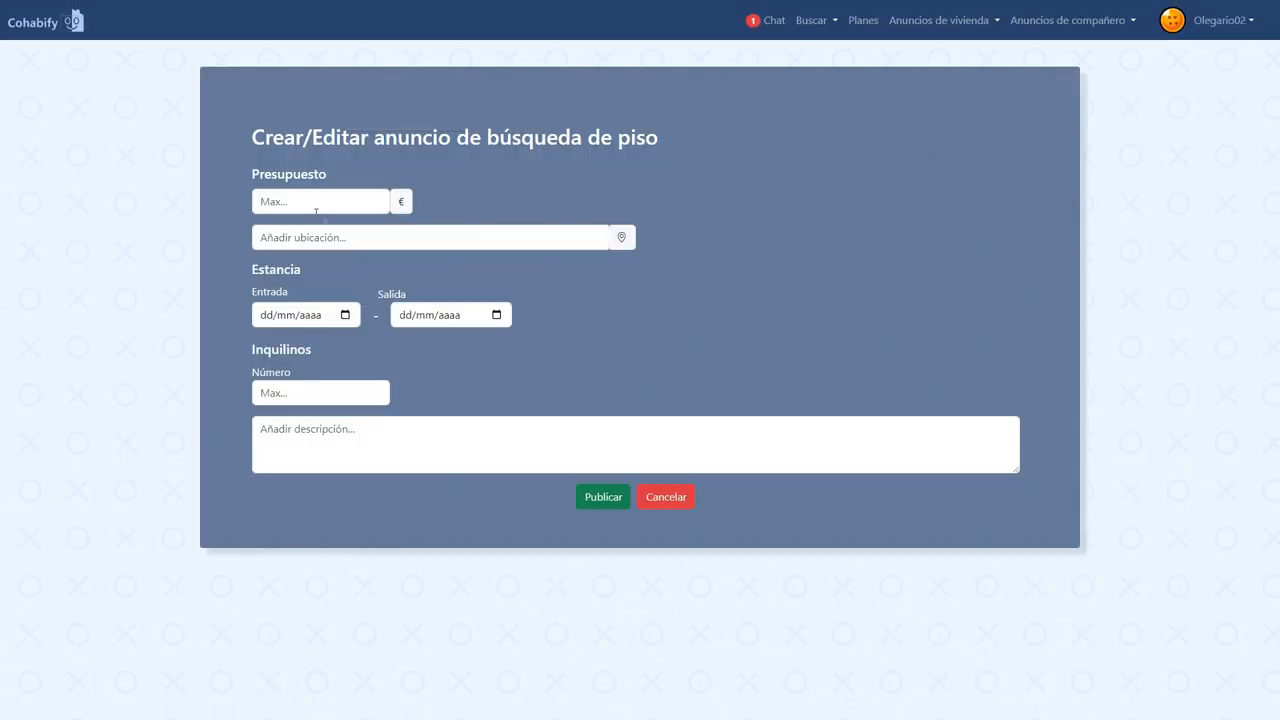 Cohabify
1 Chat Buscar Planes Anuncios de vivienda Anuncios de compañero Olegario02
Crear/Editar anuncio de búsqueda de piso
Presupuesto
Max... €
Añadir ubicación...
Estancia
Entrada Salida
dd/mm/aaaa - dd/mm/aaaa
Inquilinos
Número
Max...
Añadir descripción...
Publicar Cancelar